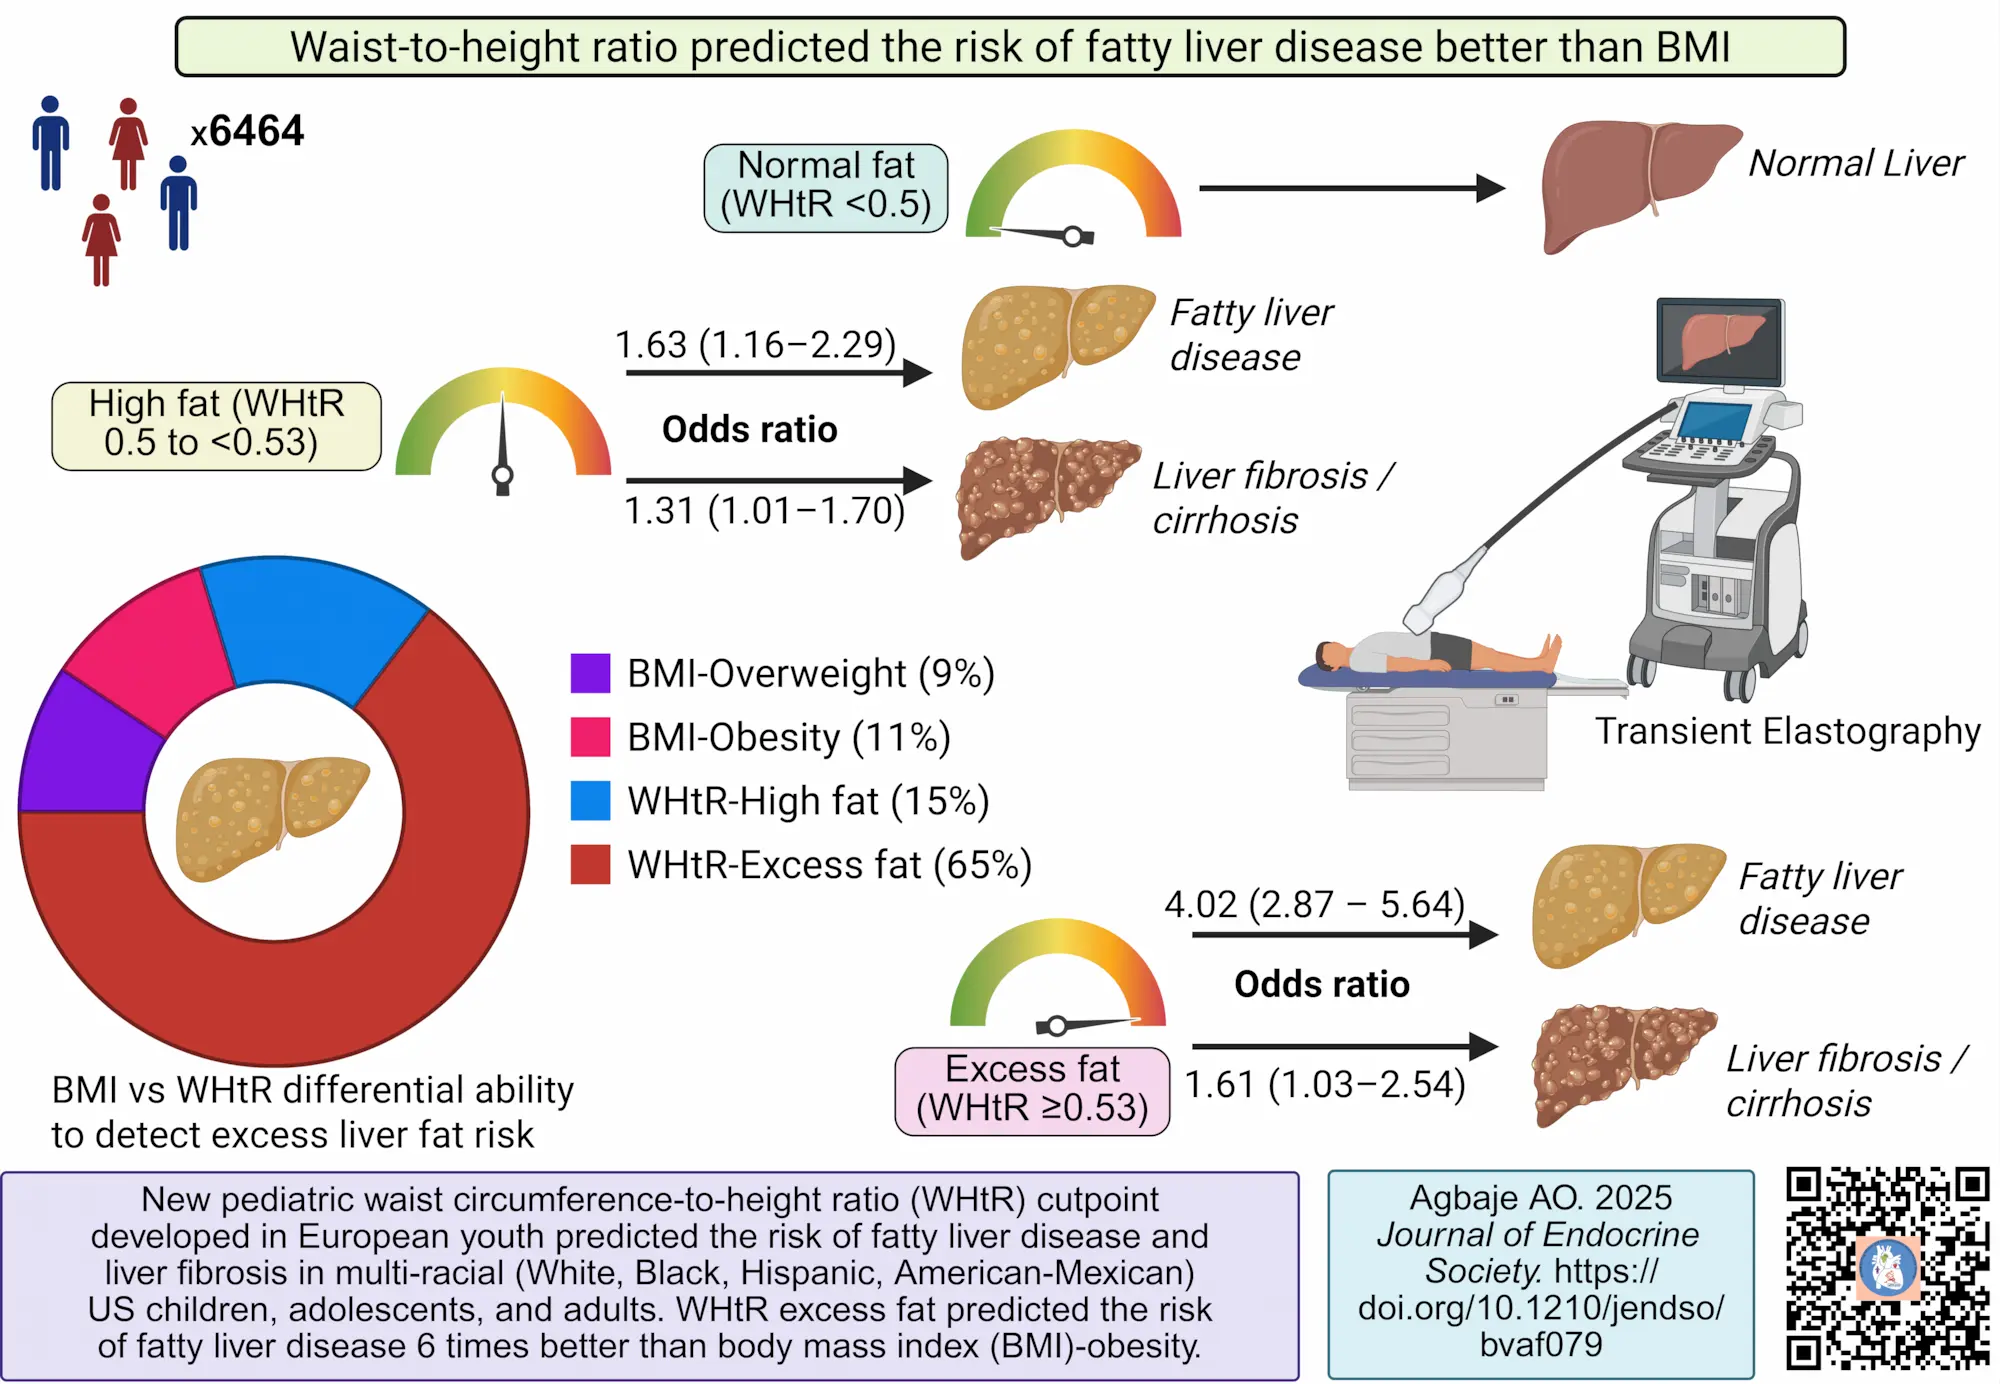 Waist-to-height ratio predicted the risk of fatty liver disease better than BMI
x6464
Normal fat
(WHtR <0.5)
Normal Liver
High fat (WHtR
0.5 to <0.53)
1.63 (1.16–2.29)
Odds ratio
1.31 (1.01–1.70)
Fatty liver
disease
Liver fibrosis /
cirrhosis
Transient Elastography
BMI-Overweight (9%)
BMI-Obesity (11%)
WHtR-High fat (15%)
WHtR-Excess fat (65%)
BMI vs WHtR differential ability
to detect excess liver fat risk
Excess fat
(WHtR ≥0.53)
4.02 (2.87 – 5.64)
Odds ratio
1.61 (1.03–2.54)
Fatty liver
disease
Liver fibrosis /
cirrhosis
New pediatric waist circumference-to-height ratio (WHtR) cutpoint
developed in European youth predicted the risk of fatty liver disease and
liver fibrosis in multi-racial (White, Black, Hispanic, American-Mexican)
US children, adolescents, and adults. WHtR excess fat predicted the risk
of fatty liver disease 6 times better than body mass index (BMI)-obesity.
Agbaje AO. 2025
Journal of Endocrine
Society. https://
doi.org/10.1210/jendso/
bvaf079